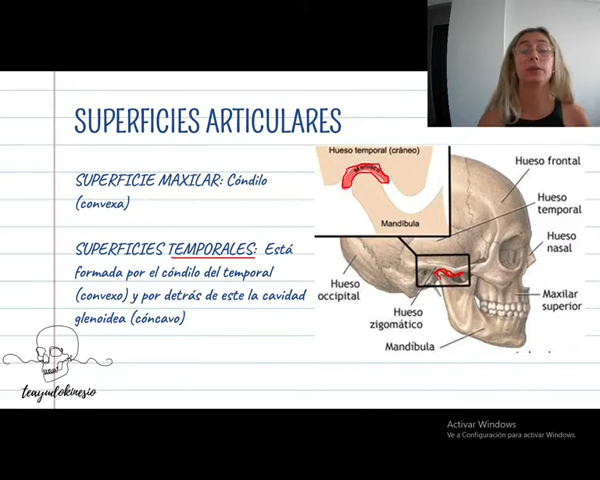 SUPERFICIES ARTICULARES
SUPERFICIE MAXILAR: Cóndilo
(convexa)
SUPERFICIES TEMPORALES: Está
formada por el cóndilo del temporal
(convexo) y por detrás de este la cavidad
glenoidea (cóncavo)
teayudokinesio
Hueso temporal (cráneo)
Mandíbula
Hueso frontal
Hueso
temporal
Hueso
nasal
Maxilar
superior
Hueso
occipital
Hueso
zigomático
Mandíbula
Activar Windows
Ve a Configuración para activar Windows.